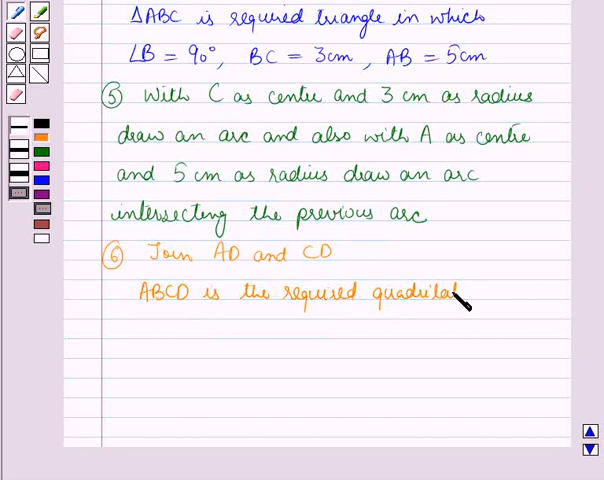 △ABC is required triangle in which
∠B = 90°, BC = 3cm, AB = 5cm
⑤ With C as centre and 3 cm as radius
draw an arc and also with A as centre
and 5 cm as radius draw an arc
intersecting the previous arc
⑥ Join AD and CD
ABCD is the required quadrilat